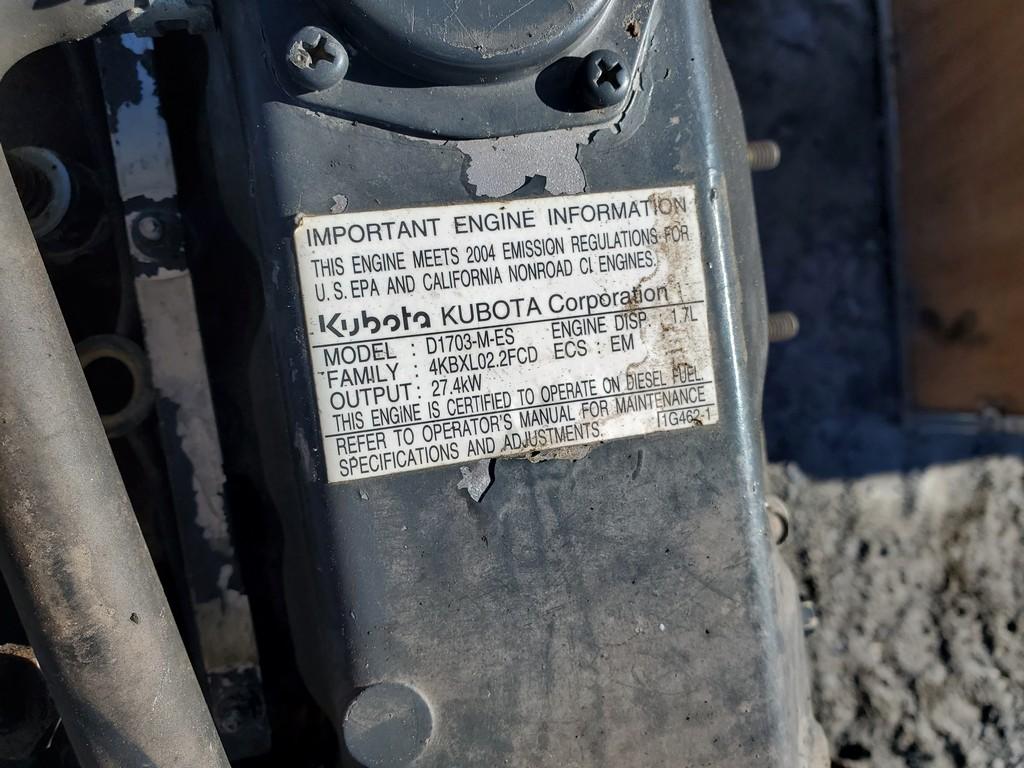 IMPORTANT ENGINE INFORMATION
THIS ENGINE MEETS 2004 EMISSION REGULATIONS FOR
U.S. EPA AND CALIFORNIA NONROAD CI ENGINES.
Kubota KUBOTA Corporation
MODEL : D1703-M-ES ENGINE DISP : 1.7L
FAMILY : 4KBXL02.2FCD ECS : EM
OUTPUT : 27.4kW
THIS ENGINE IS CERTIFIED TO OPERATE ON DIESEL FUEL
REFER TO OPERATOR'S MANUAL FOR MAINTENANCE
SPECIFICATIONS AND ADJUSTMENTS. 1TG462-1